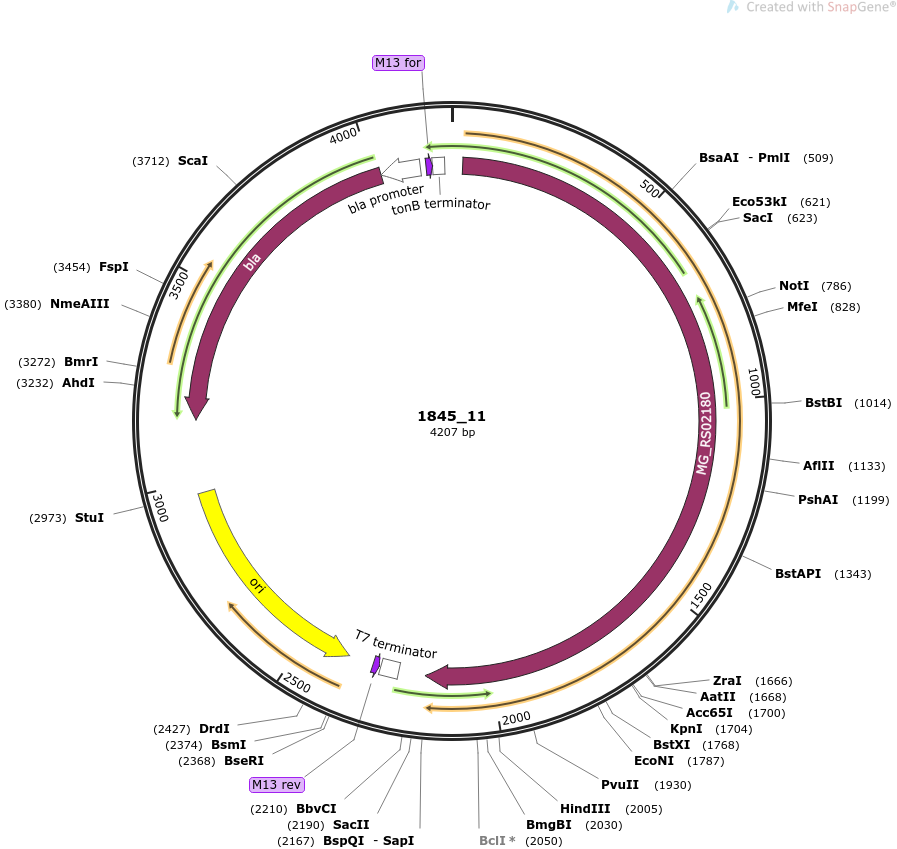 Created with SnapGene®
M13 for
4000
(3712) ScaI
BsaAI - PmlI (509)
500
bla promoter
tonB terminator
Eco53kI (621)
SacI (623)
bla
(3454) FspI
3500
NotI (786)
(3380) NmeAIII
MfeI (828)
(3272) BmrI
(3232) AhdI
1000
BstBI (1014)
1845_11
4207 bp
MG_RS02180
AflII (1133)
PshAI (1199)
(2973) StuI
3000
BstAPI (1343)
ori
1500
T7 terminator
2500
2000
ZraI (1666)
AatII (1668)
Acc65I (1700)
KpnI (1704)
BstXI (1768)
EcoNI (1787)
(2427) DrdI
(2374) BsmI
(2368) BseRI
M13 rev
PvuII (1930)
(2210) BbvCI
HindIII (2005)
(2190) SacII
BmgBI (2030)
(2167) BspQI - SapI
BclI * (2050)